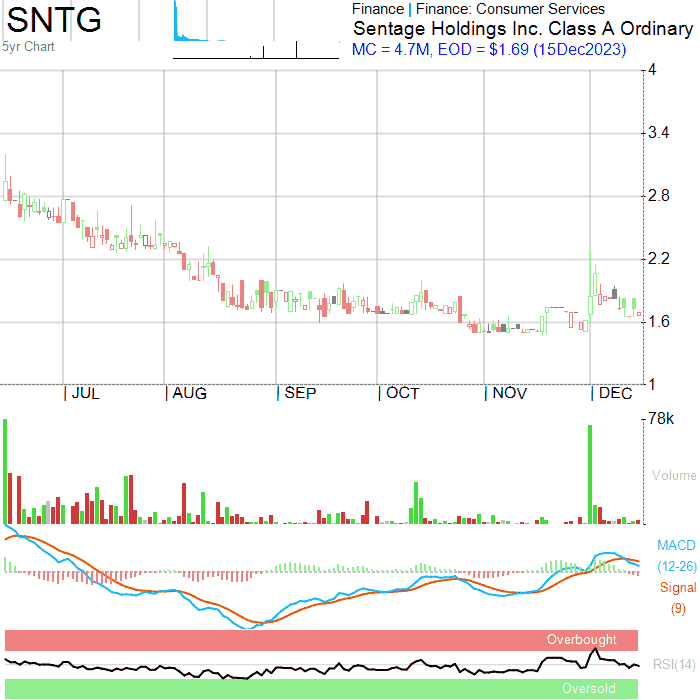 SNTG
5yr Chart
Finance | Finance: Consumer Services
Sentage Holdings Inc. Class A Ordinary
MC = 4.7M, EOD = $1.69 (15Dec2023)
4
3.4
2.8
2.2
1.6
1
JUL AUG SEP OCT NOV DEC
78k
Volume
MACD
(12-26)
Signal
(9)
Overbought
RSI(14)
Oversold